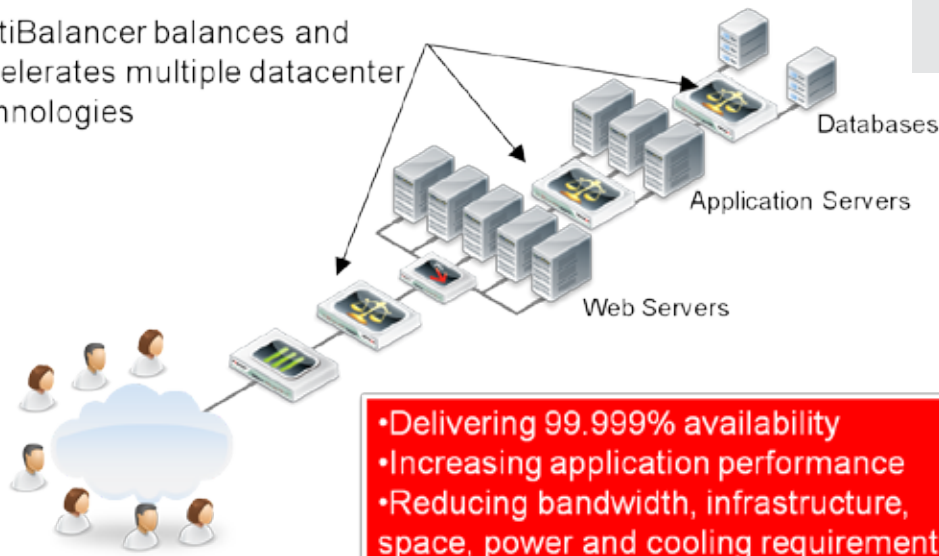 tiBalancer balances and
elerates multiple datacenter
nnologies
Databases
Application Servers
Web Servers
•Delivering 99.999% availability
•Increasing application performance
•Reducing bandwidth, infrastructure,
space, power and cooling requirement